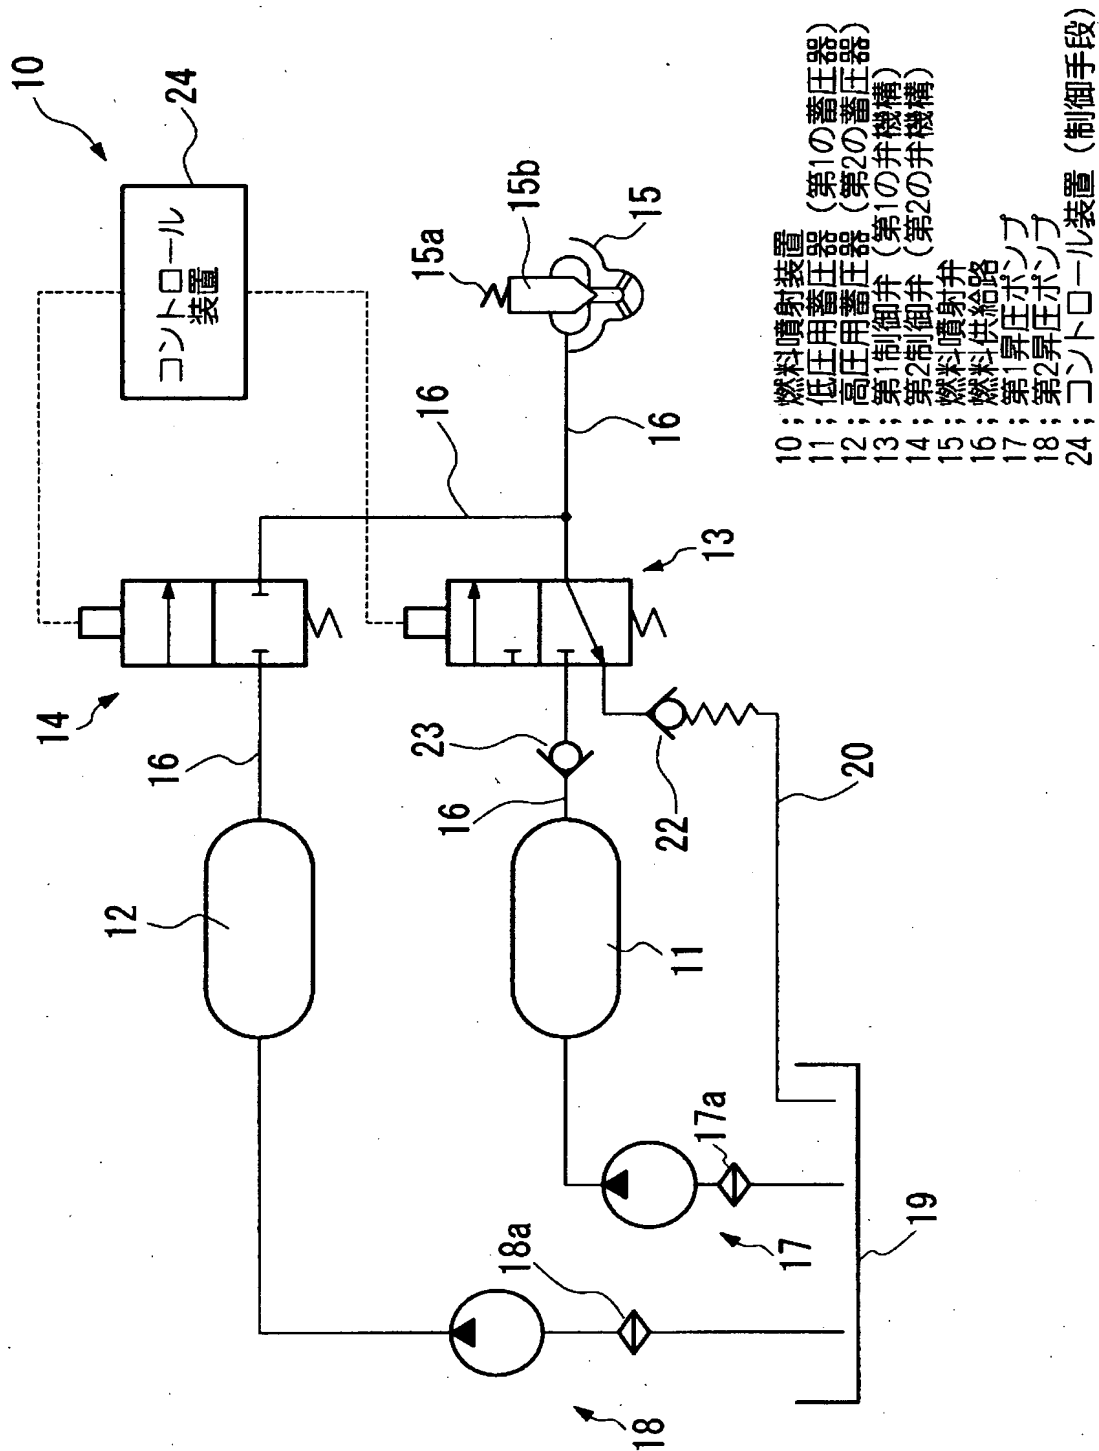 10
コントロール
装置
24
15a
15b
15
16
16
14
13
16
23
16
22
20
12
11
17a
17
18a
18
19
10；燃料噴射装置
11；低圧用蓄圧器（第1の蓄圧器）
12；高圧用蓄圧器（第2の蓄圧器）
13；第1制御弁（第1の弁機構）
14；第2制御弁（第2の弁機構）
15；燃料噴射弁
16；燃料供給路
17；第1昇圧ポンプ
18；第2昇圧ポンプ
24；コントロール装置（制御手段）